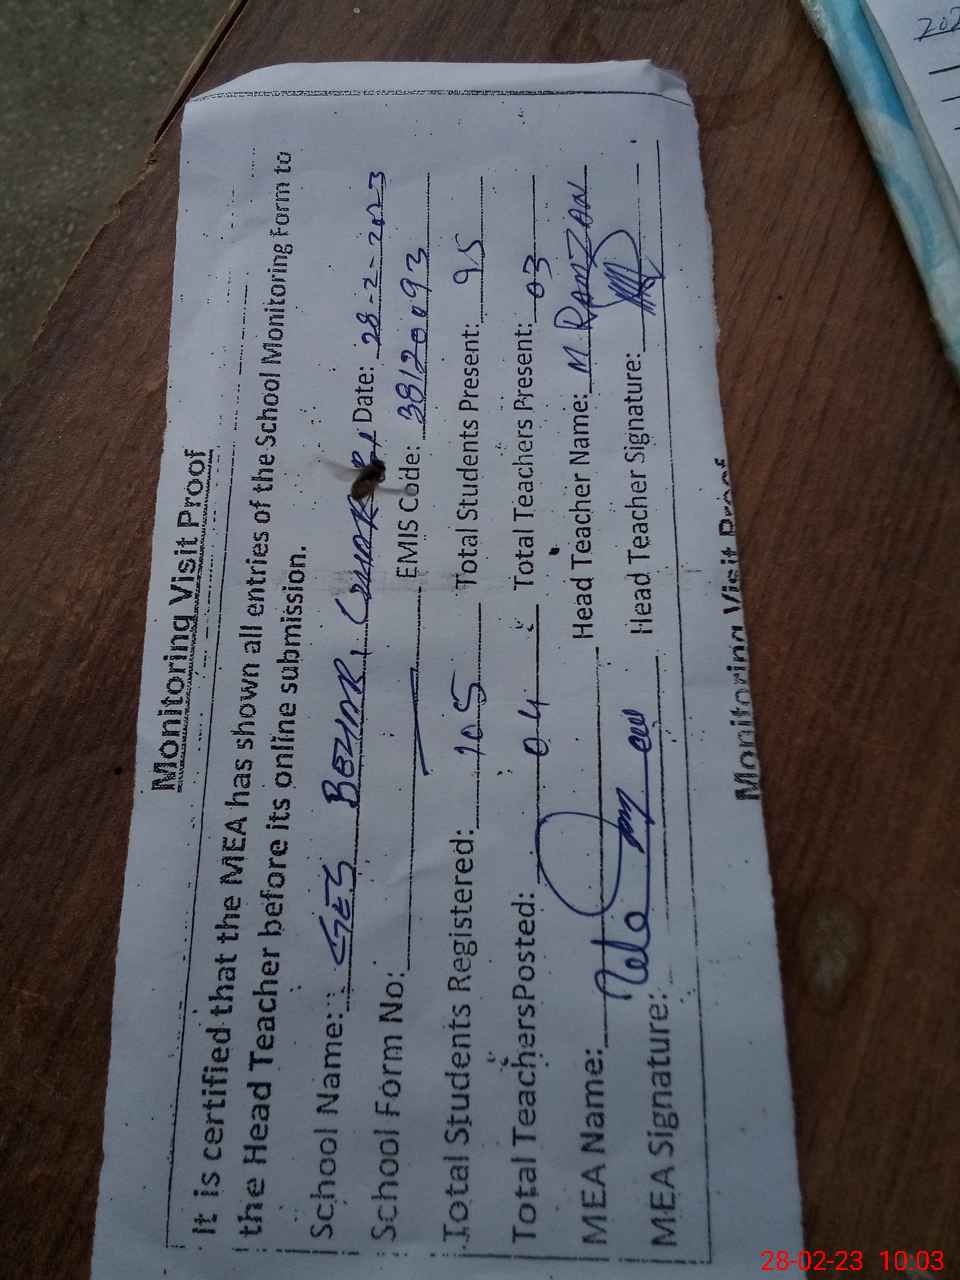 Monitoring Visit Proof
It is certified that the MEA has shown all entries of the School Monitoring Form to
the Head Teacher before its online submission.
School Name: GES BEHARI Date: 28-2-2023
School Form No: EMIS Code: 38120093
Total Students Registered: 105 Total Students Present: 95
Total TeachersPosted: 04 Total Teachers Present: 03
MEA Name: Head Teacher Name: M RAMZAN
MEA Signature: Head Teacher Signature:
Monitoring Visit Proof
202
28-02-23 10:03